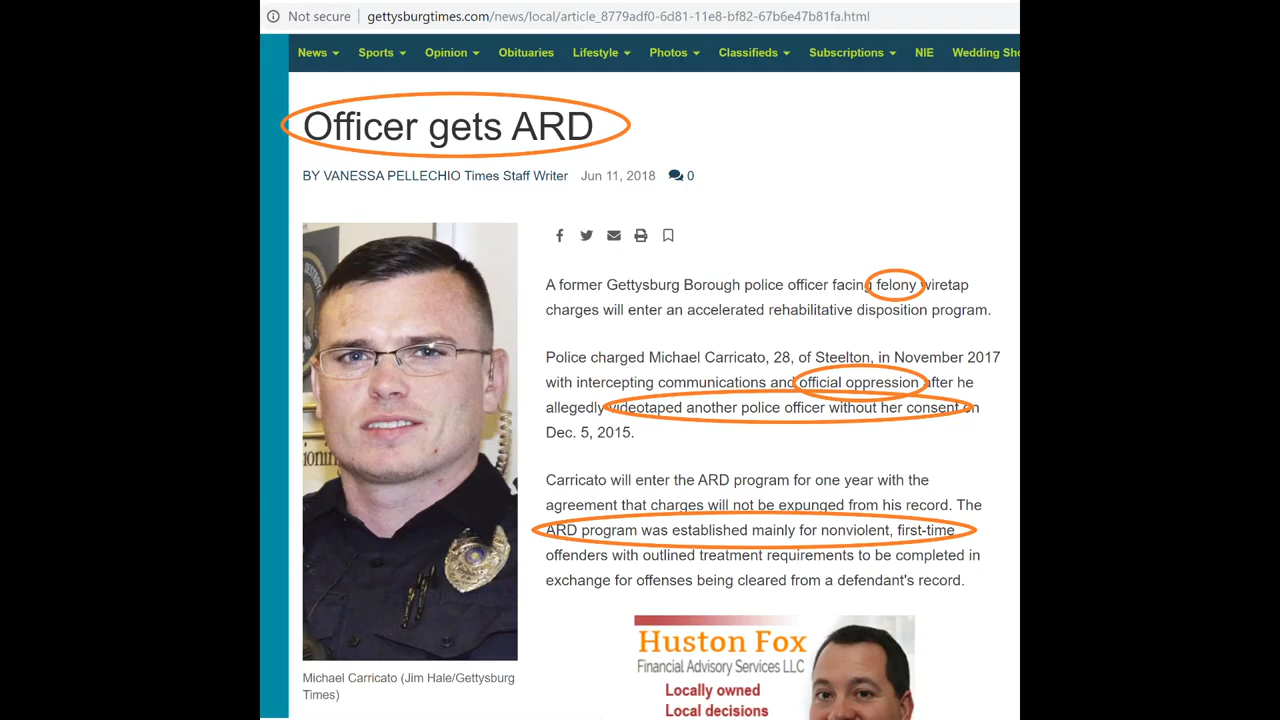 Not secure gettysburgtimes.com/news/local/article_8779adf0-6d81-11e8-bf82-67b6e47b81fa.html
News Sports Opinion Obituaries Lifestyle Photos Classifieds Subscriptions NIE Wedding Sho
Officer gets ARD
BY VANESSA PELLECHIO Times Staff Writer Jun 11, 2018 0
A former Gettysburg Borough police officer facing felony wiretap
charges will enter an accelerated rehabilitative disposition program.
Police charged Michael Carricato, 28, of Steelton, in November 2017
with intercepting communications and official oppression after he
allegedly videotaped another police officer without her consent on
Dec. 5, 2015.
Carricato will enter the ARD program for one year with the
agreement that charges will not be expunged from his record. The
ARD program was established mainly for nonviolent, first-time
offenders with outlined treatment requirements to be completed in
exchange for offenses being cleared from a defendant's record.
Michael Carricato (Jim Hale/Gettysburg
Times)
Huston Fox
Financial Advisory Services LLC
Locally owned
Local decisions